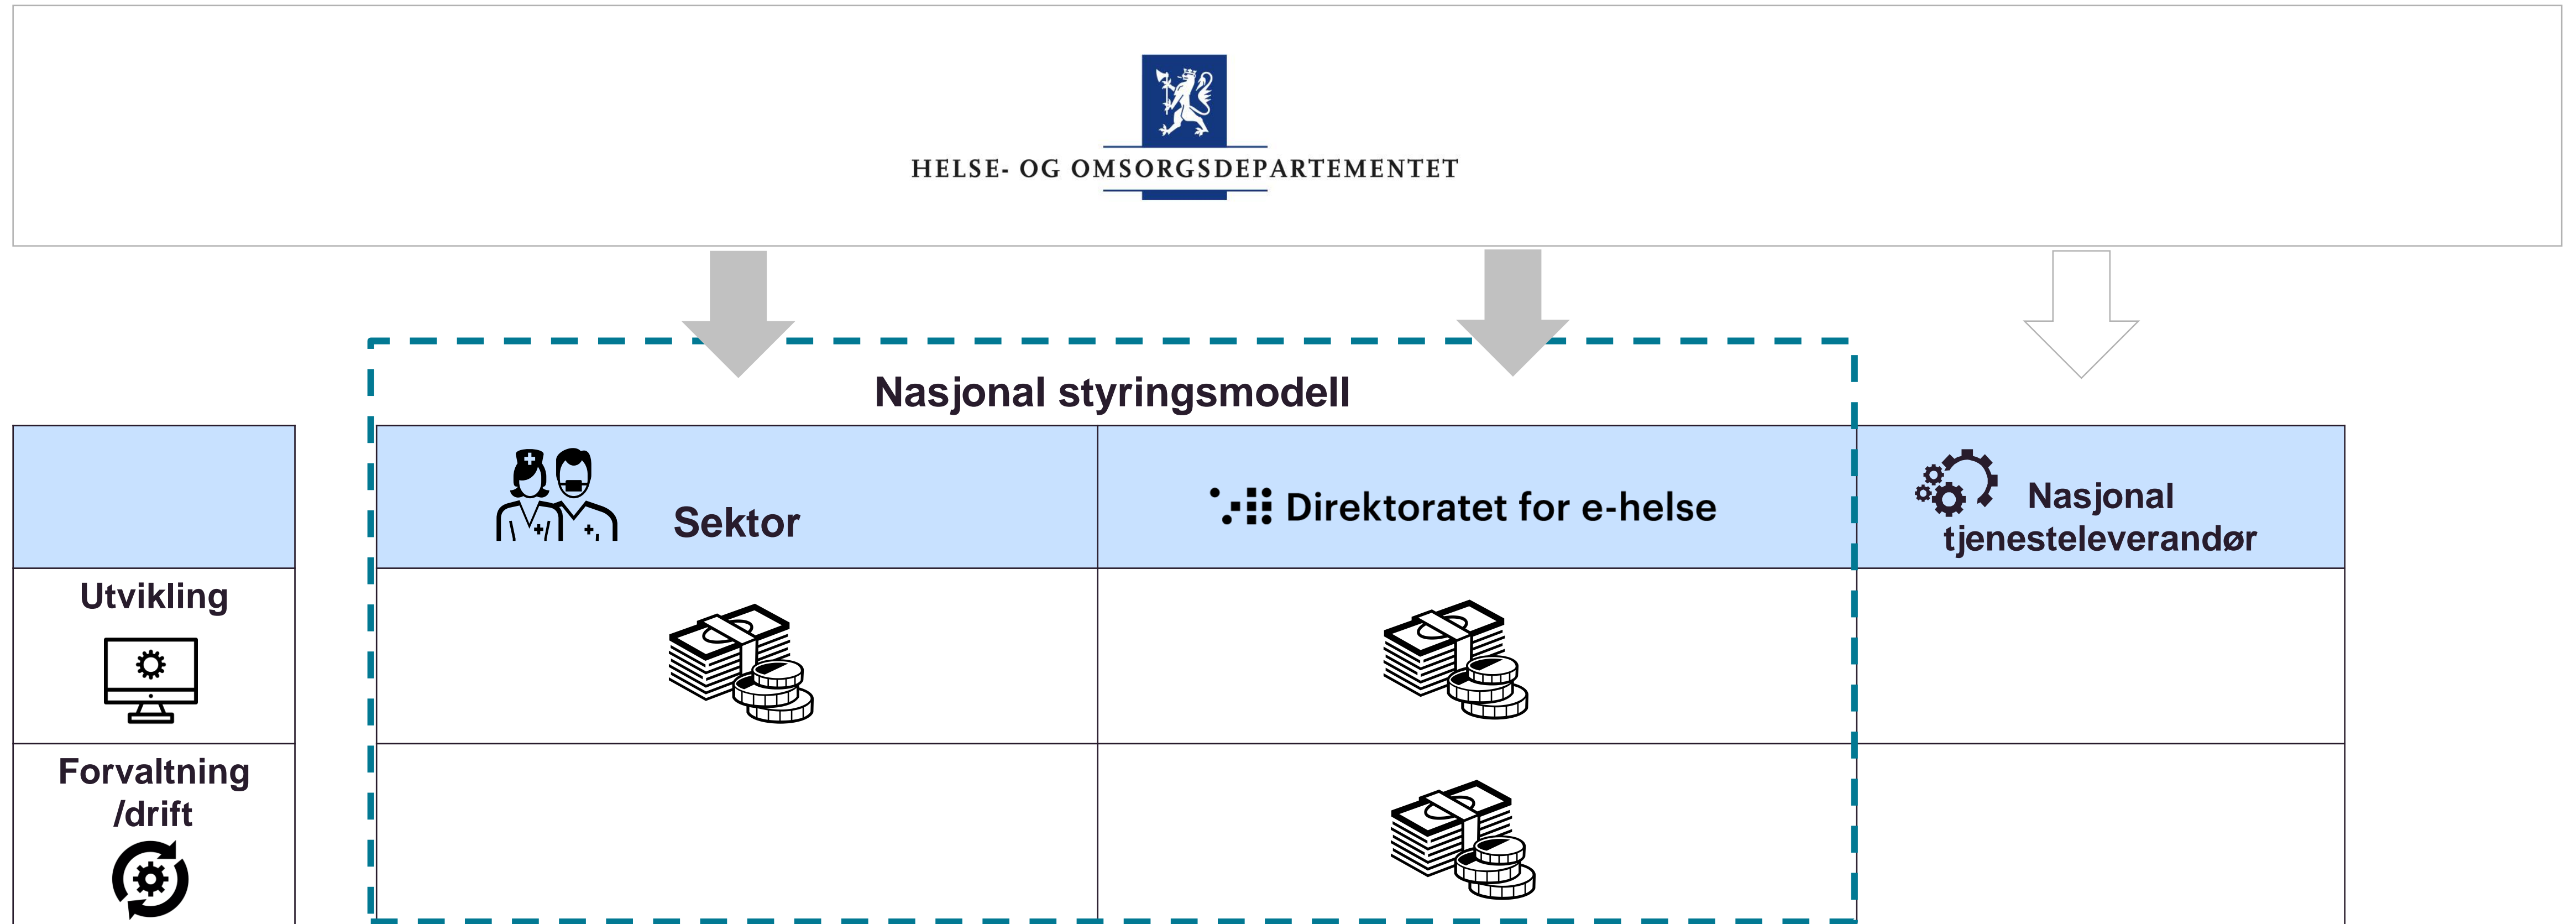 HELSE- OG OMSORGSDEPARTEMENTET
Nasjonal styringsmodell
Sektor
Direktoratet for e-helse
Nasjonal
tjenesteleverandør
Utvikling
Forvaltning
/drift